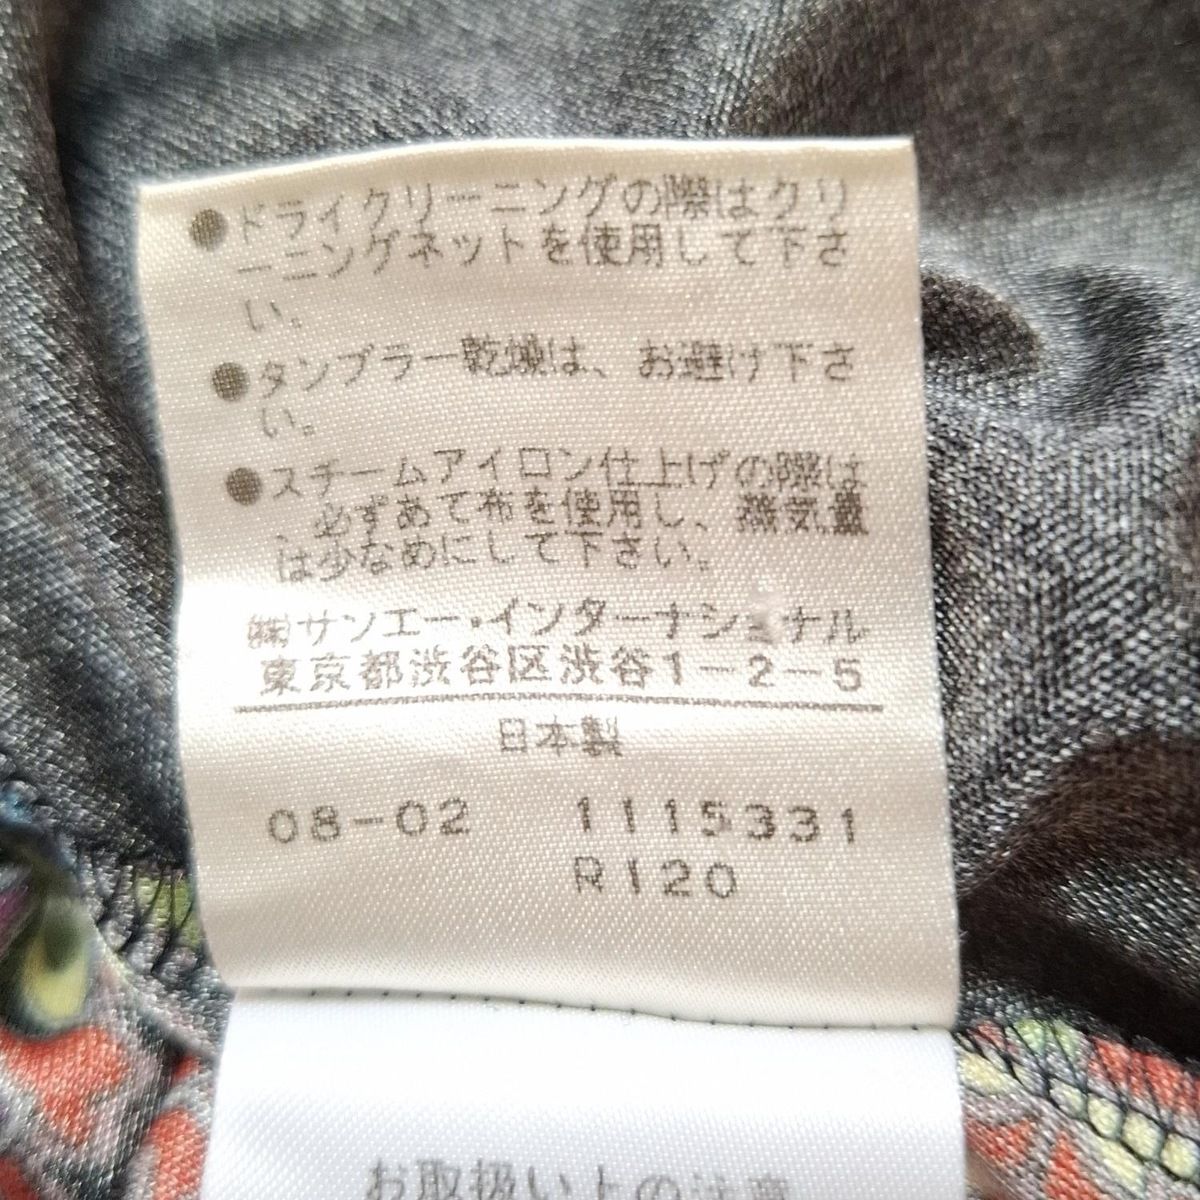 ●ドライクリーニングの際はクリ
ーニングネットを使用して下さ
い。
●タンブラー乾燥は、お避け下さ
い。
●スチームアイロン仕上げの際は
必ずあて布を使用し、蒸気量
は少なめにして下さい。
㈱サンエー・インターナショナル
東京都渋谷区渋谷1-2-5
日本製
08-02 1115331
R120
お取扱い上の注意